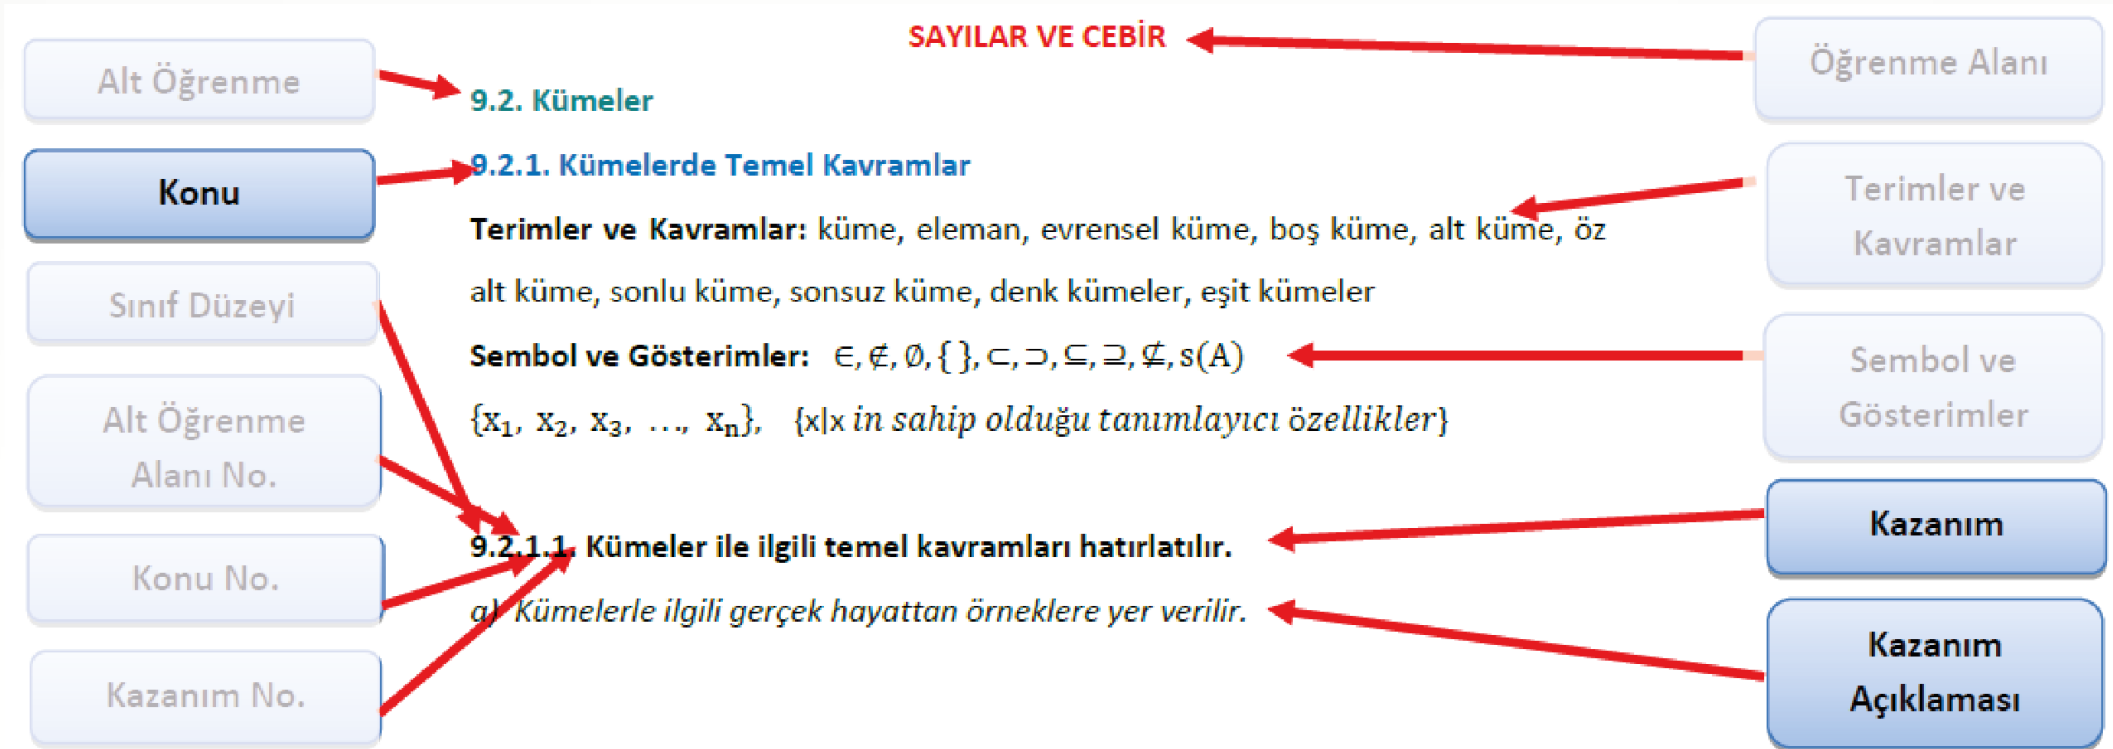 SAYILAR VE CEBİR
Öğrenme Alanı
Alt Öğrenme
9.2. Kümeler
Konu
9.2.1. Kümelerde Temel Kavramlar
Terimler ve
Kavramlar
Terimler ve Kavramlar: küme, eleman, evrensel küme, boş küme, alt küme, öz
alt küme, sonlu küme, sonsuz küme, denk kümeler, eşit kümeler
Sınıf Düzeyi
Sembol ve Gösterimler: ∈, ∉, ∅, { }, ⊂, ⊃, ⊆, ⊇, ⊈, s(A)
{x₁, x₂, x₃, …, xₙ}, {x|x in sahip olduğu tanımlayıcı özellikler}
Sembol ve
Gösterimler
Alt Öğrenme
Alanı No.
Kazanım
9.2.1.1. Kümeler ile ilgili temel kavramları hatırlatılır.
Konu No.
a) Kümelerle ilgili gerçek hayattan örneklere yer verilir.
Kazanım No.
Kazanım
Açıklaması